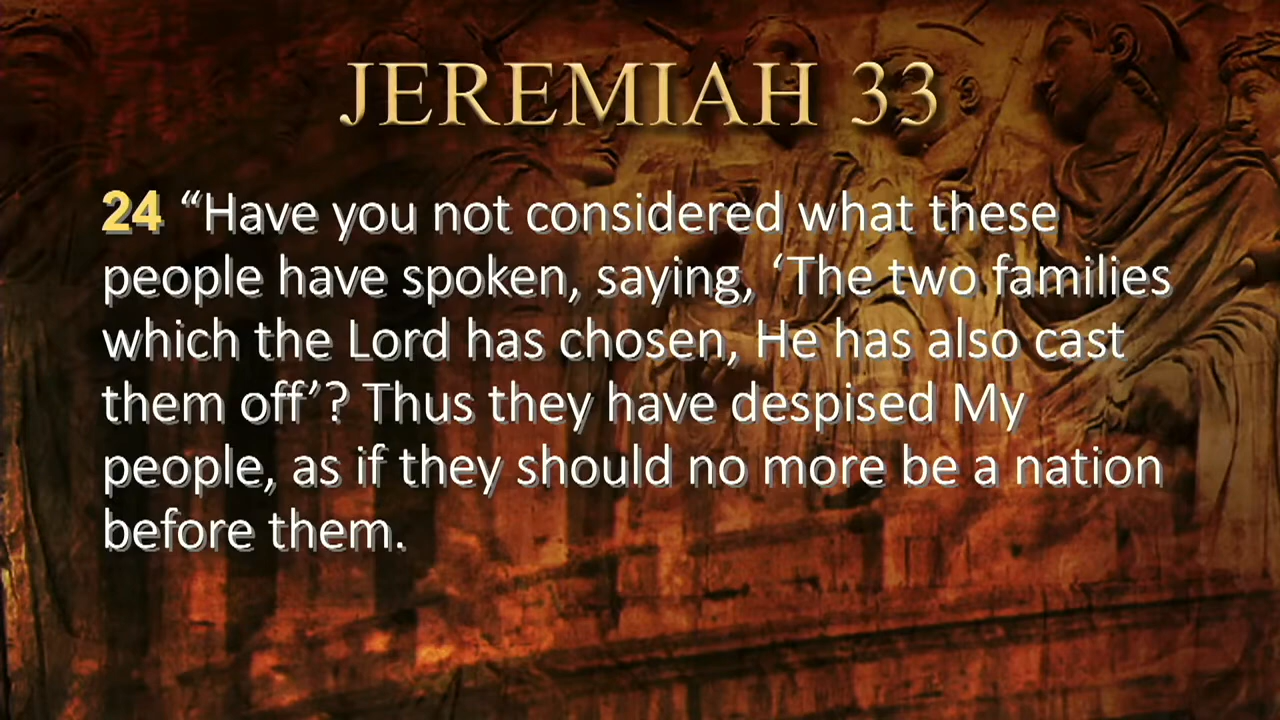 JEREMIAH 33
24 “Have you not considered what these
people have spoken, saying, ‘The two families
which the Lord has chosen, He has also cast
them off’? Thus they have despised My
people, as if they should no more be a nation
before them.